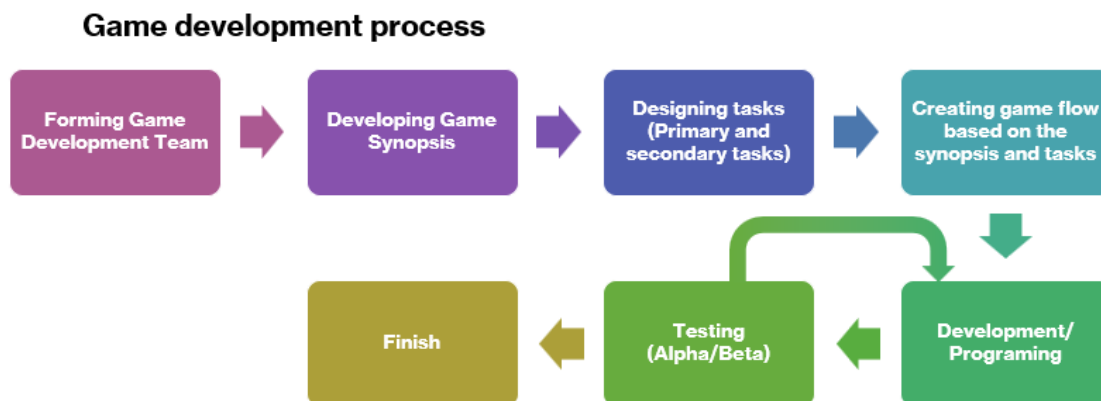 Game development process
Forming Game
Development Team
Developing Game
Synopsis
Designing tasks
(Primary and
secondary tasks)
Creating game flow
based on the
synopsis and tasks
Development/
Programing
Testing
(Alpha/Beta)
Finish